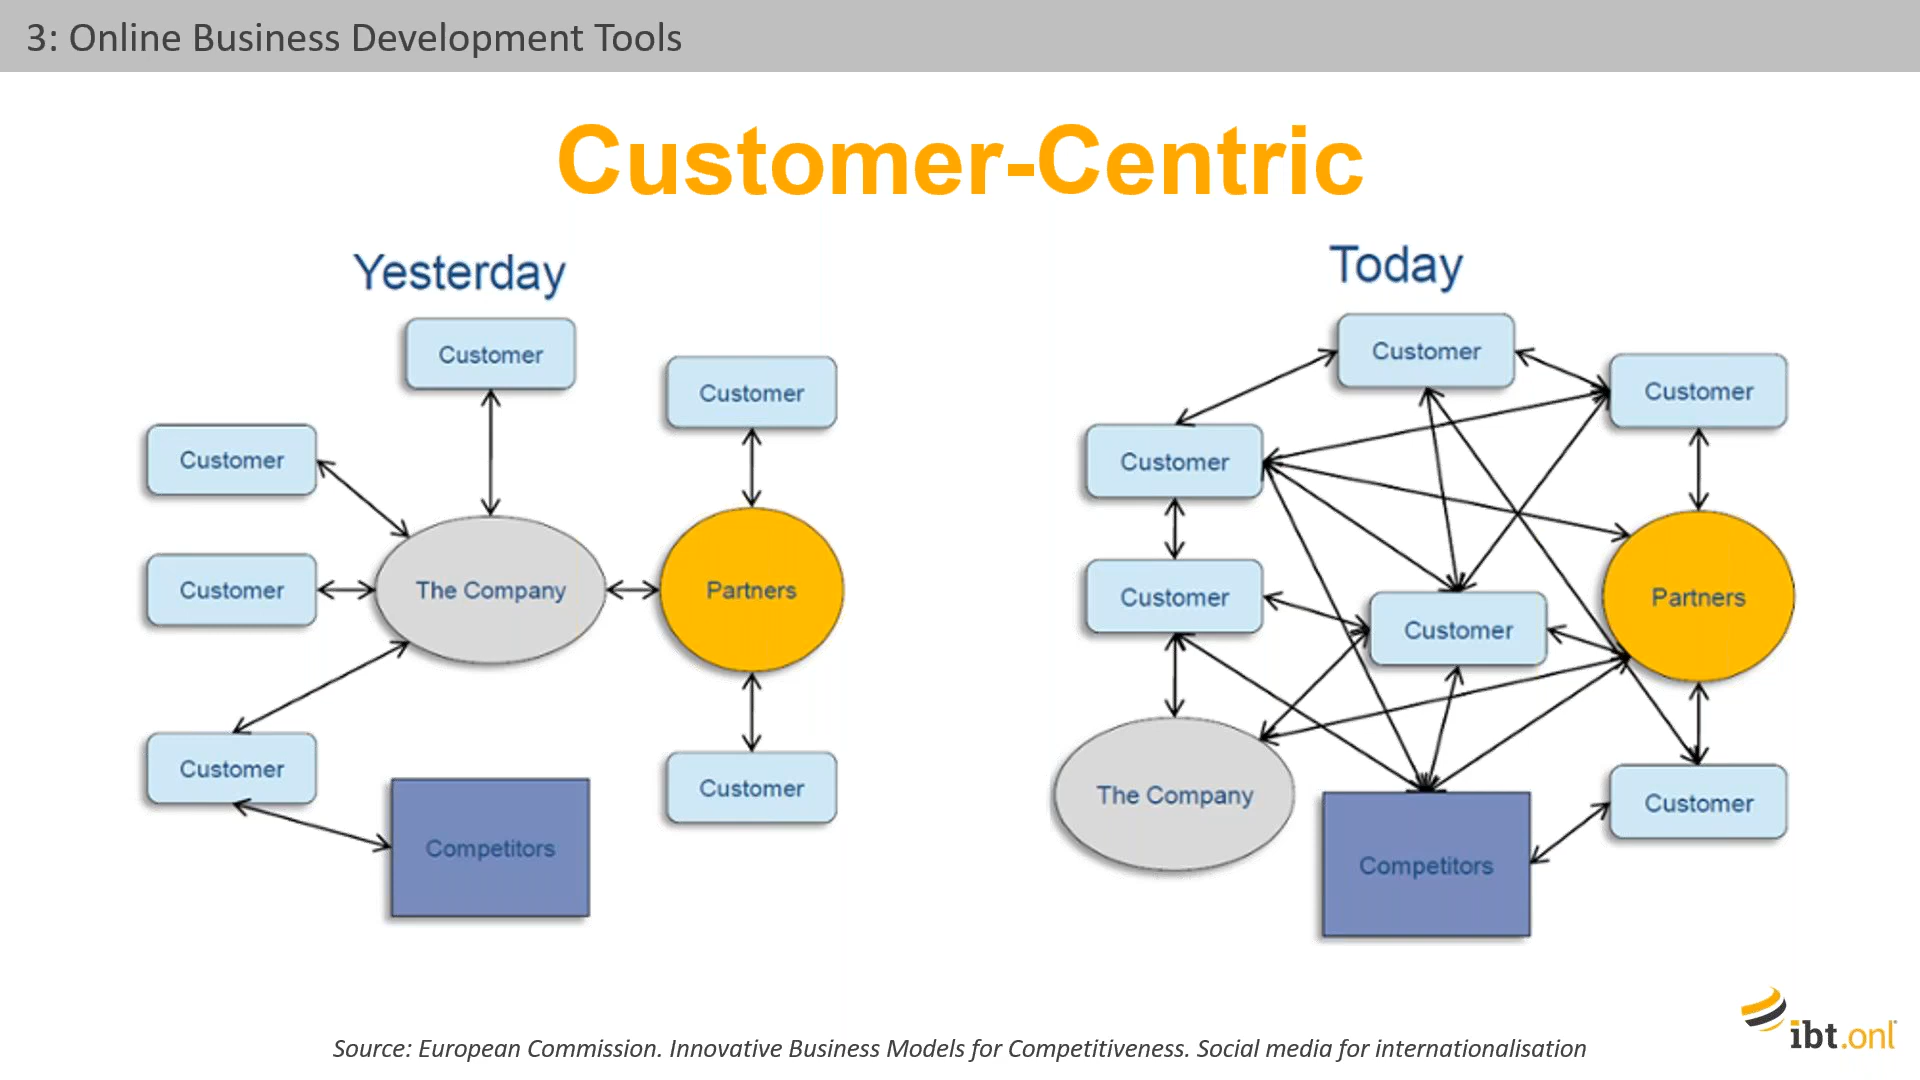 3: Online Business Development Tools
Customer-Centric
Yesterday
Customer
Customer
Customer
Customer
The Company
Partners
Customer
Customer
Competitors
Today
Customer
Customer
Customer
Customer
Customer
Partners
The Company
Customer
Competitors
Source: European Commission. Innovative Business Models for Competitiveness. Social media for internationalisation
ibt.onl